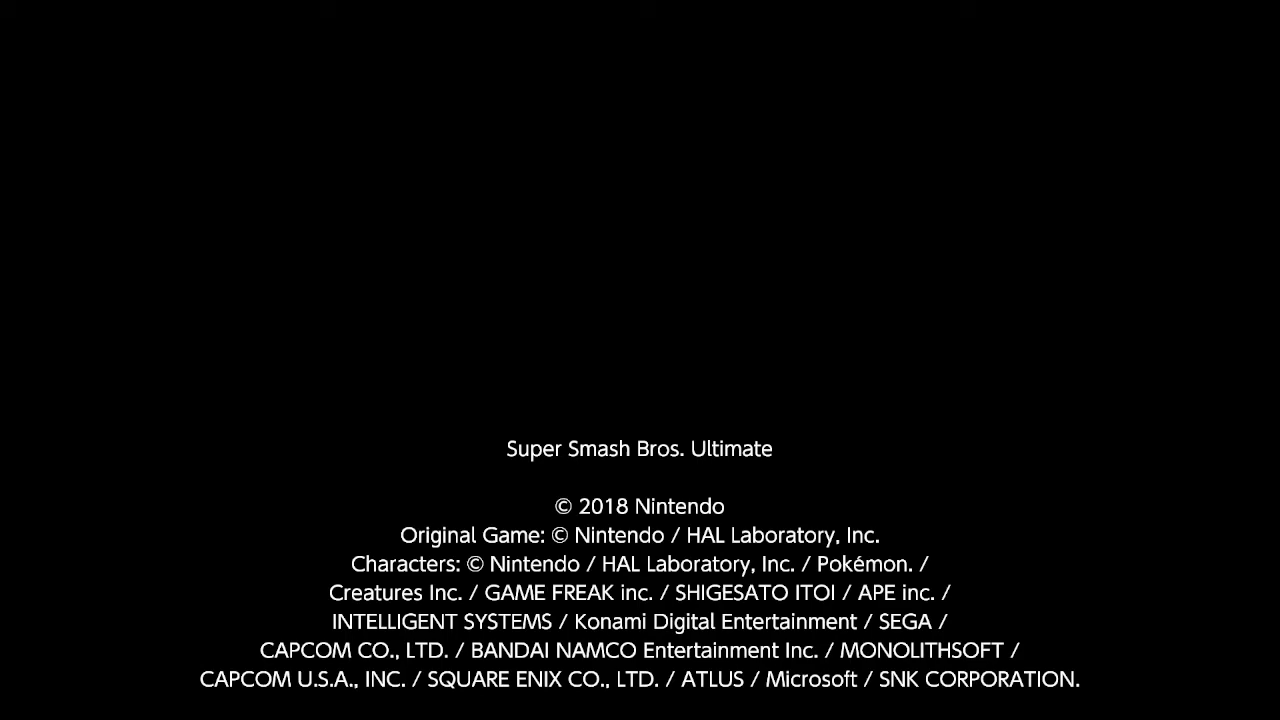 Super Smash Bros. Ultimate
© 2018 Nintendo
Original Game: © Nintendo / HAL Laboratory, Inc.
Characters: © Nintendo / HAL Laboratory, Inc. / Pokémon. /
Creatures Inc. / GAME FREAK inc. / SHIGESATO ITOI / APE inc. /
INTELLIGENT SYSTEMS / Konami Digital Entertainment / SEGA /
CAPCOM CO., LTD. / BANDAI NAMCO Entertainment Inc. / MONOLITHSOFT /
CAPCOM U.S.A., INC. / SQUARE ENIX CO., LTD. / ATLUS / Microsoft / SNK CORPORATION.